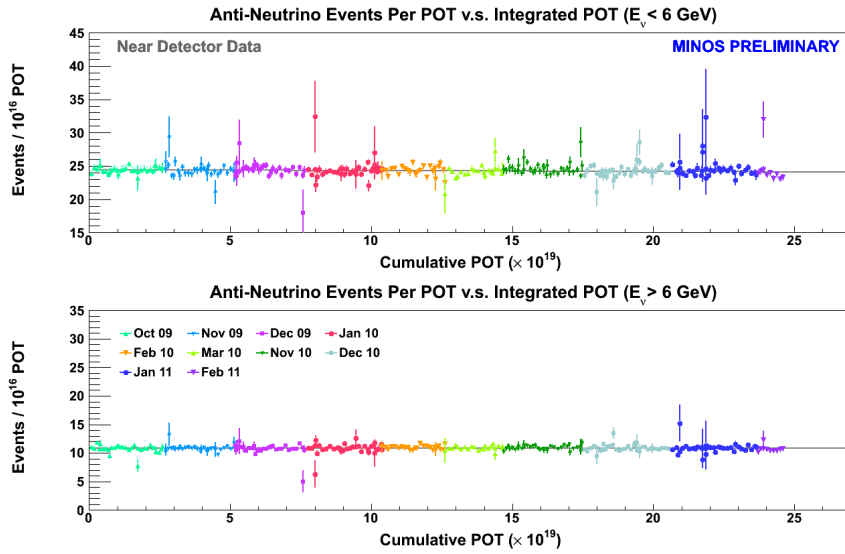 Anti-Neutrino Events Per POT v.s. Integrated POT (Eν < 6 GeV)
Near Detector Data
MINOS PRELIMINARY
Events / 10¹⁶ POT
45
40
35
30
25
20
15
0 5 10 15 20 25
Cumulative POT (× 10¹⁹)
Anti-Neutrino Events Per POT v.s. Integrated POT (Eν > 6 GeV)
Events / 10¹⁶ POT
35
30
25
20
15
10
5
0
Oct 09 Nov 09 Dec 09 Jan 10
Feb 10 Mar 10 Nov 10 Dec 10
Jan 11 Feb 11
0 5 10 15 20 25
Cumulative POT (× 10¹⁹)